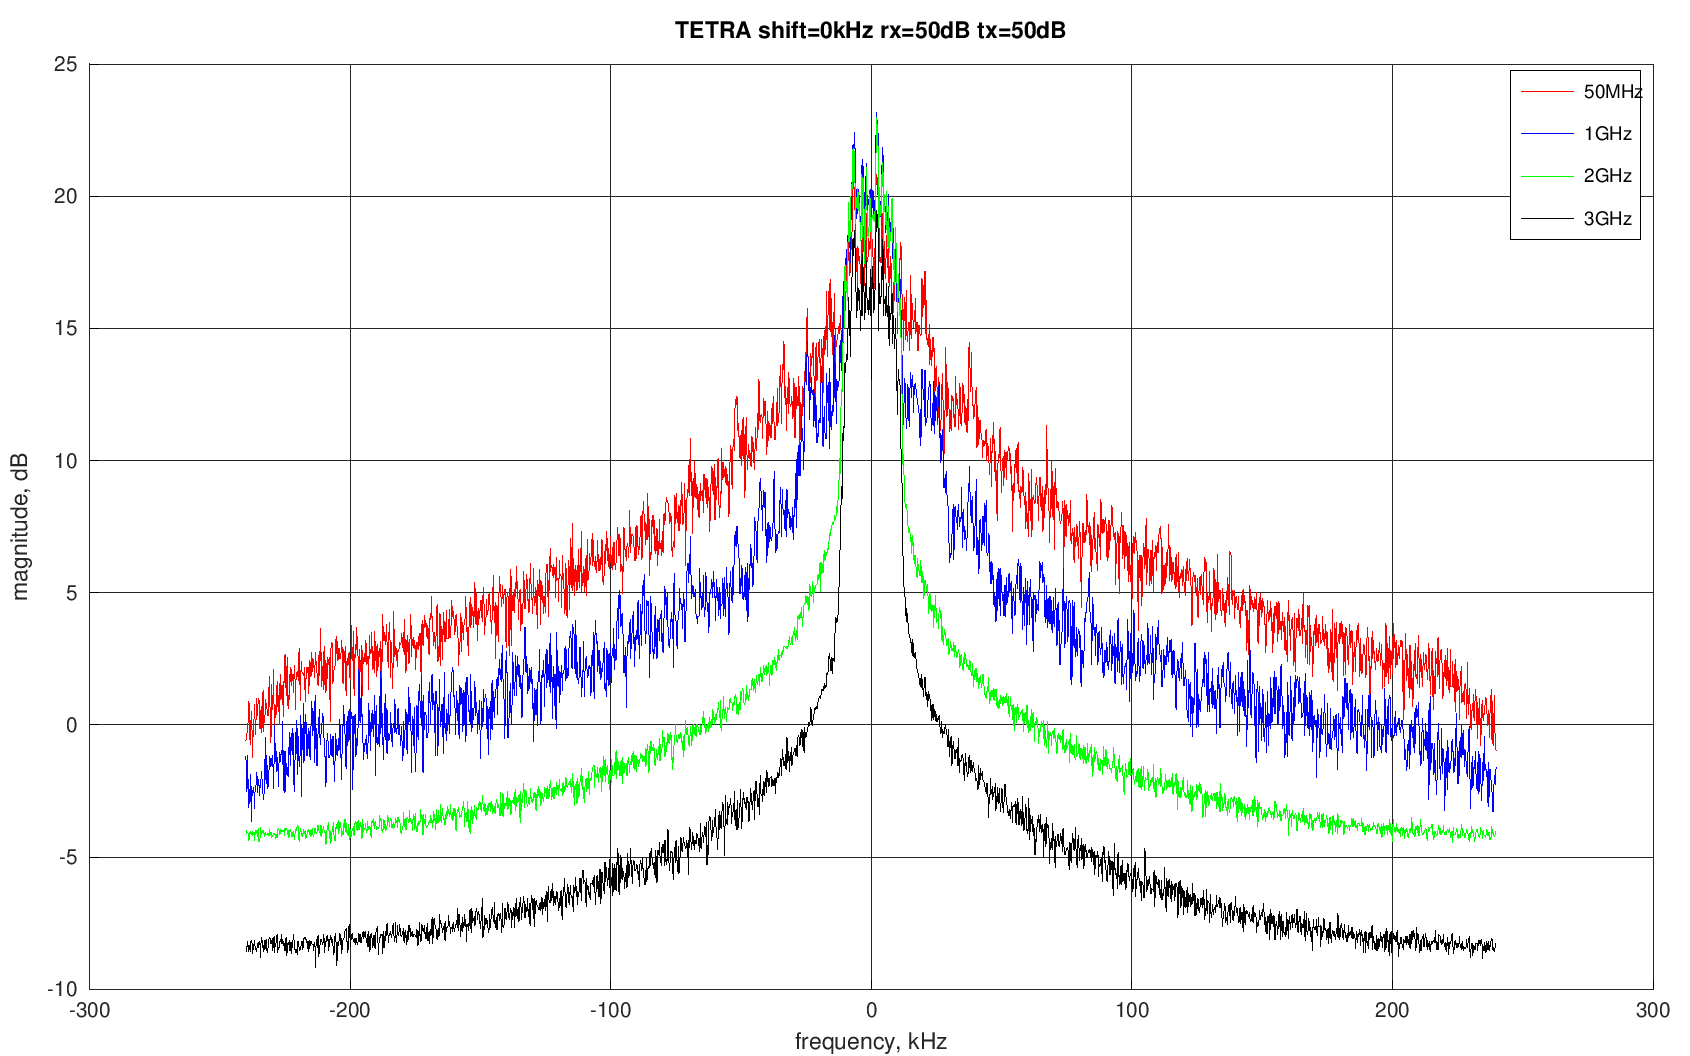 TETRA shift=0kHz rx=50dB tx=50dB
25
20
15
10
5
0
-5
-10
magnitude, dB
50MHz
1GHz
2GHz
3GHz
-300 -200 -100 0 100 200 300
frequency, kHz